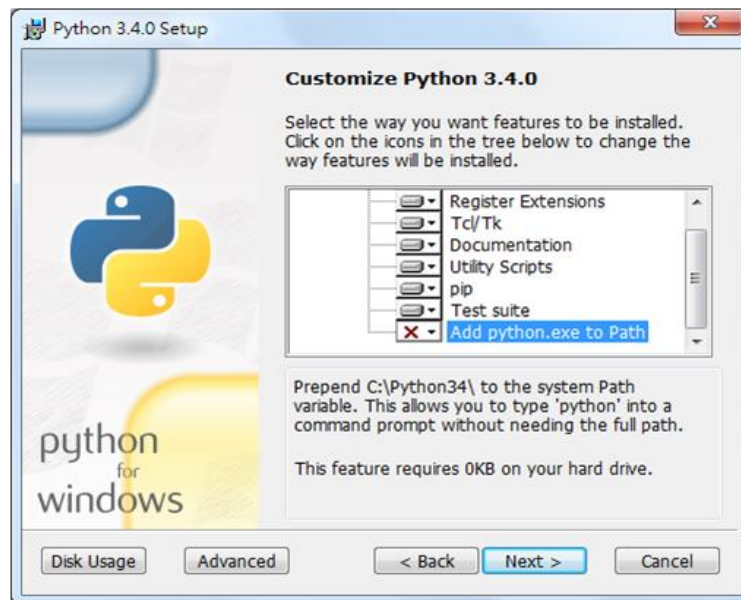 Python 3.4.0 Setup
Customize Python 3.4.0
Select the way you want features to be installed.
Click on the icons in the tree below to change the
way features will be installed.
Register Extensions
Tcl/Tk
Documentation
Utility Scripts
pip
Test suite
Add python.exe to Path
Prepend C:\Python34\ to the system Path
variable. This allows you to type 'python' into a
command prompt without needing the full path.
This feature requires 0KB on your hard drive.
python
for
windows
Disk Usage
Advanced
< Back
Next >
Cancel